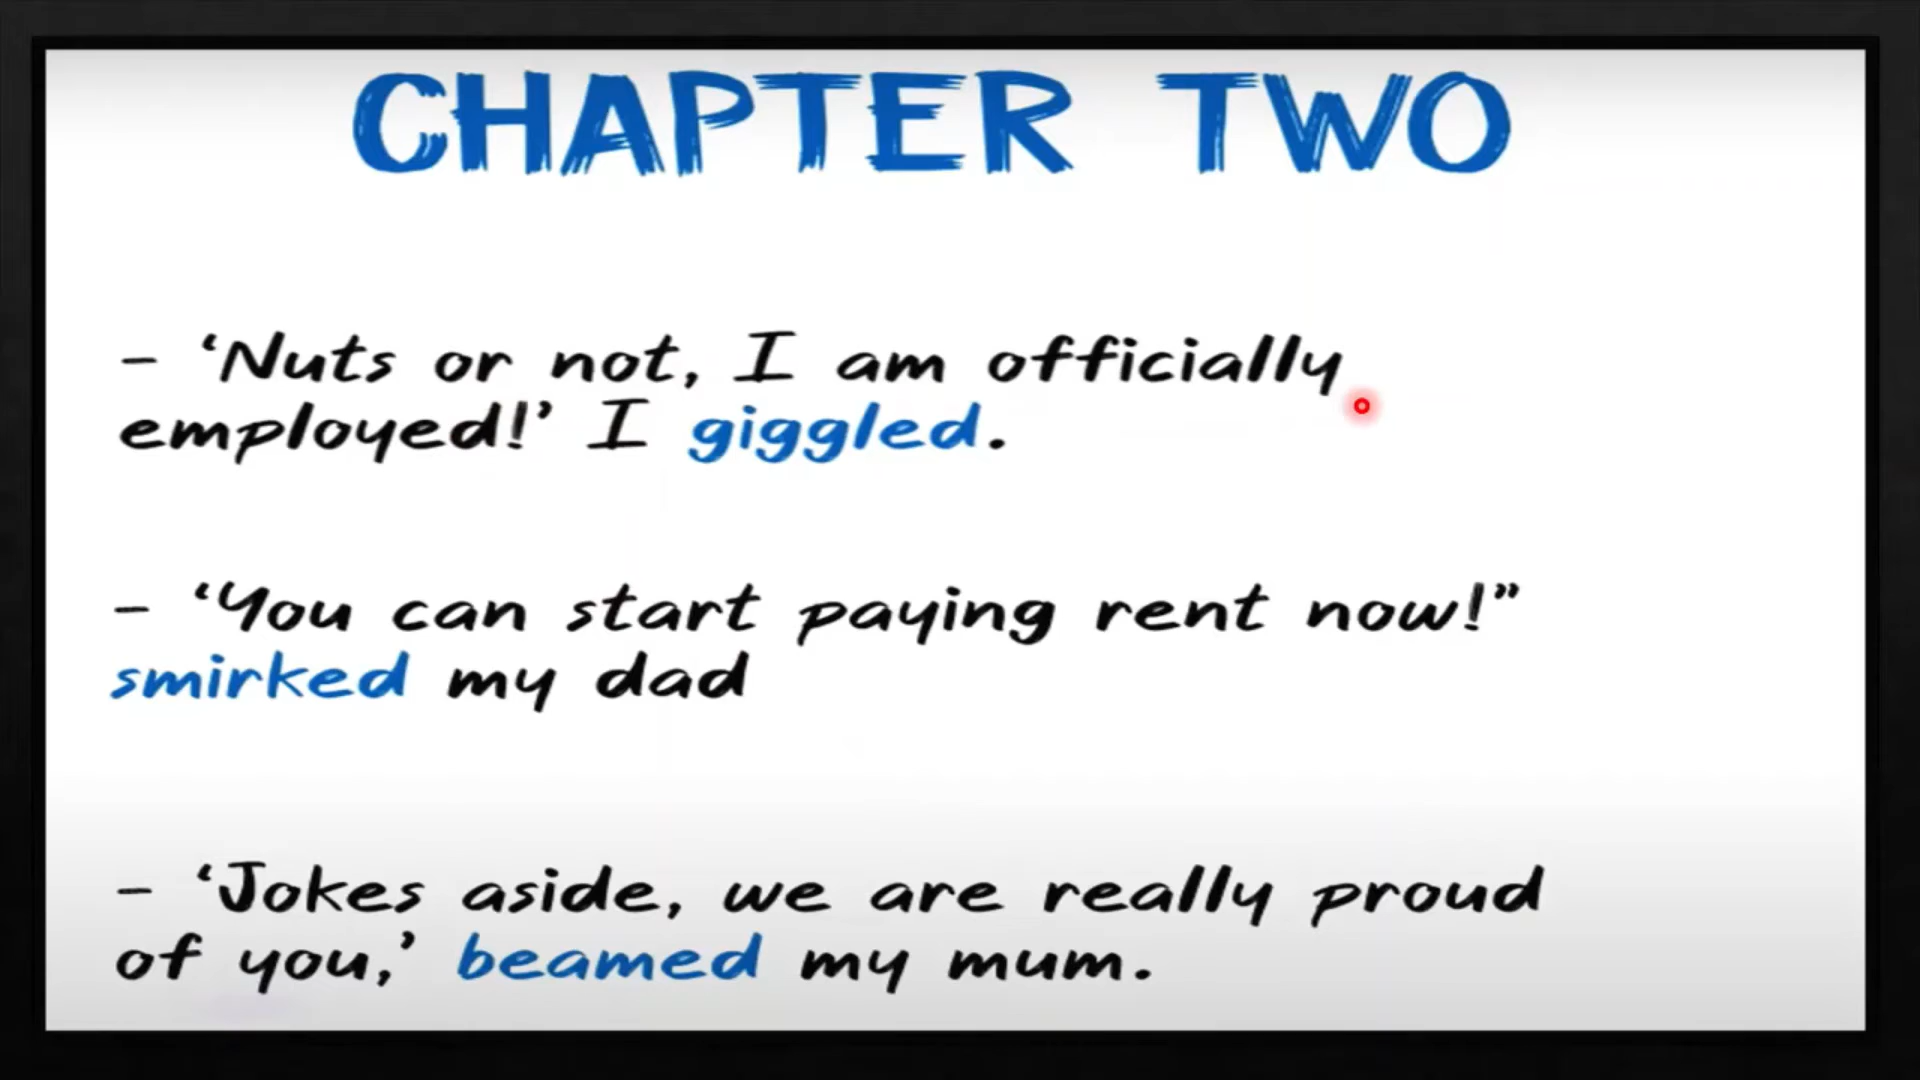 CHAPTER TWO
- ‘Nuts or not, I am officially
employed!’ I giggled.
- ‘You can start paying rent now!”
smirked my dad
- ‘Jokes aside, we are really proud
of you,’ beamed my mum.